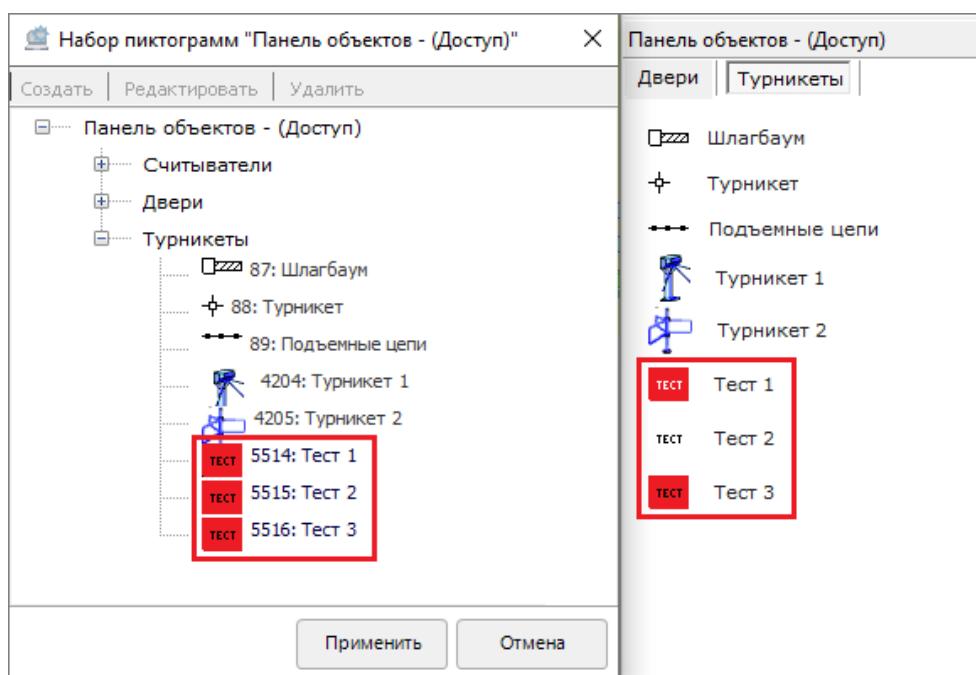 Набор пиктограмм "Панель объектов - (Доступ)"
Создать Редактировать Удалить
Панель объектов - (Доступ)
Считыватели
Двери
Турникеты
87: Шлагбаум
88: Турникет
89: Подъемные цепи
4204: Турникет 1
4205: Турникет 2
ТЕСТ 5514: Тест 1
ТЕСТ 5515: Тест 2
ТЕСТ 5516: Тест 3
Применить Отмена
Панель объектов - (Доступ)
Двери Турникеты
Шлагбаум
Турникет
Подъемные цепи
Турникет 1
Турникет 2
ТЕСТ Тест 1
ТЕСТ Тест 2
ТЕСТ Тест 3